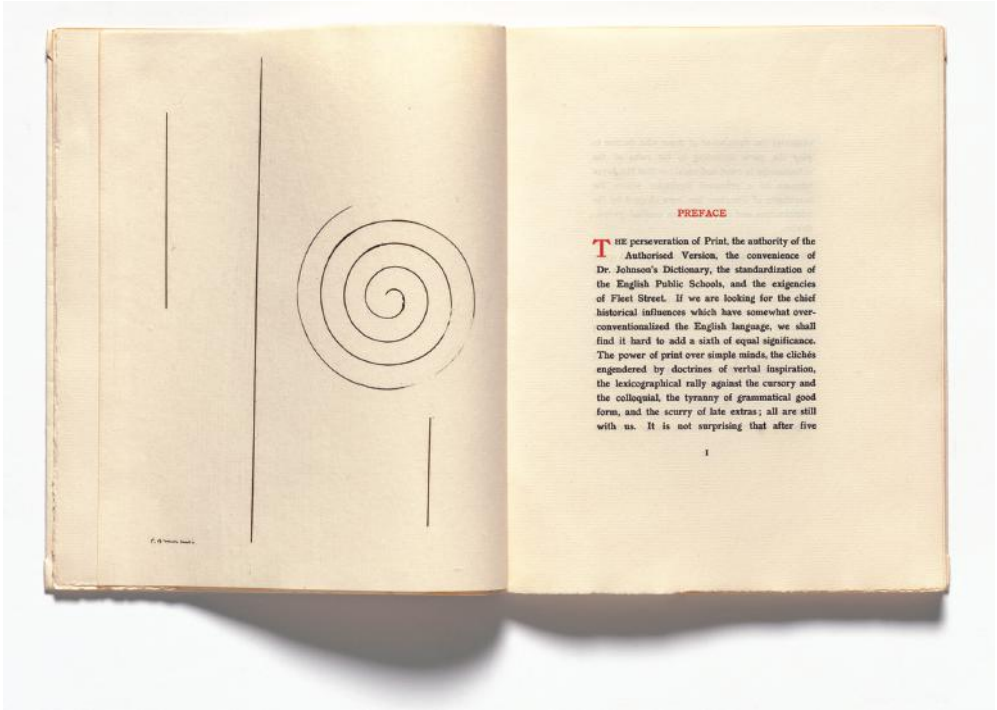 PREFACE
THE perseveration of Print, the authority of the
Authorised Version, the convenience of
Dr. Johnson's Dictionary, the standardization of
the English Public Schools, and the exigencies
of Fleet Street. If we are looking for the chief
historical influences which have somewhat over-
conventionalized the English language, we shall
find it hard to add a sixth of equal significance.
The power of print over simple minds, the clichés
engendered by doctrines of verbal inspiration,
the lexicographical rally against the cursory and
the colloquial, the tyranny of grammatical good
form, and the scurry of late extras; all are still
with us. It is not surprising that after five
I